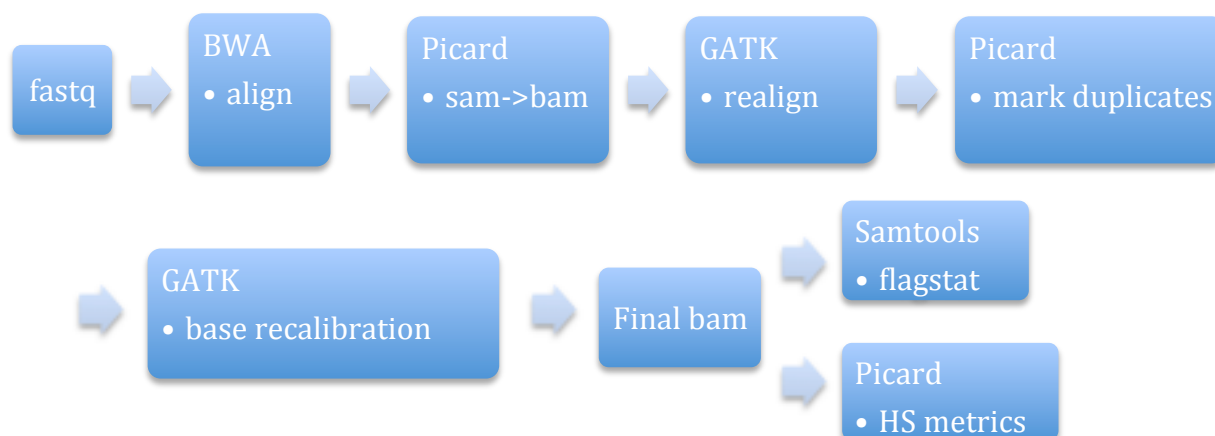 fastq
BWA
• align
Picard
• sam->bam
GATK
• realign
Picard
• mark duplicates
GATK
• base recalibration
Final bam
Samtools
• flagstat
Picard
• HS metrics